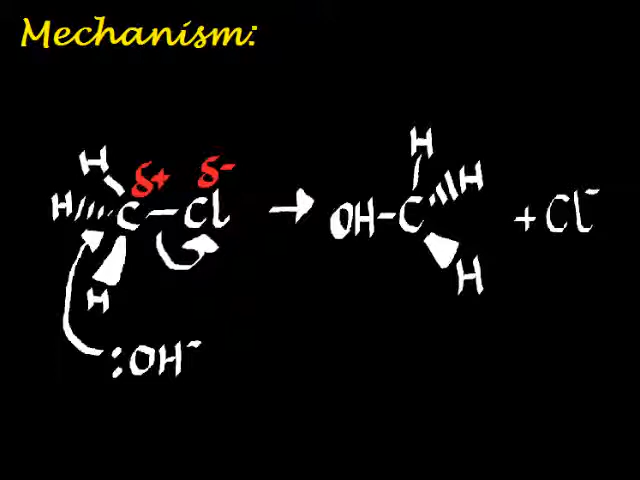 Mechanism:
H
H
H δ+ δ-
H C — Cl → OH-C H + Cl⁻
H
H
:OH⁻